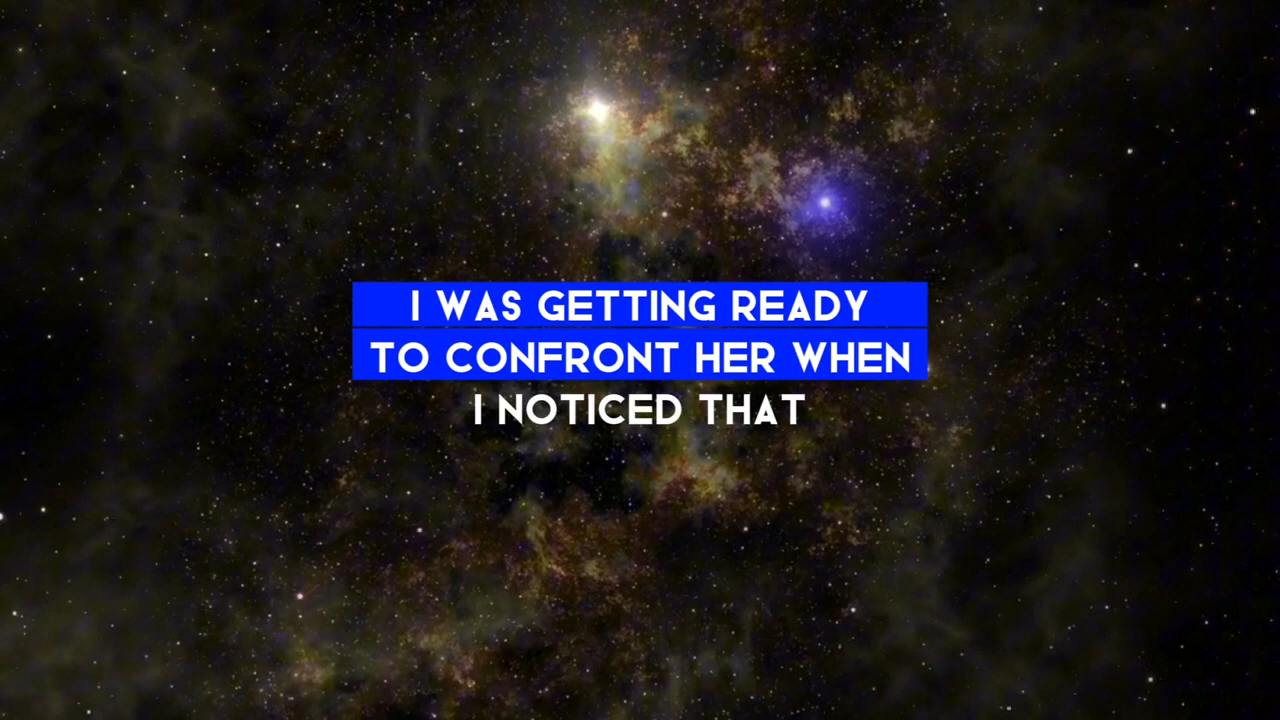 I WAS GETTING READY
TO CONFRONT HER WHEN
I NOTICED THAT